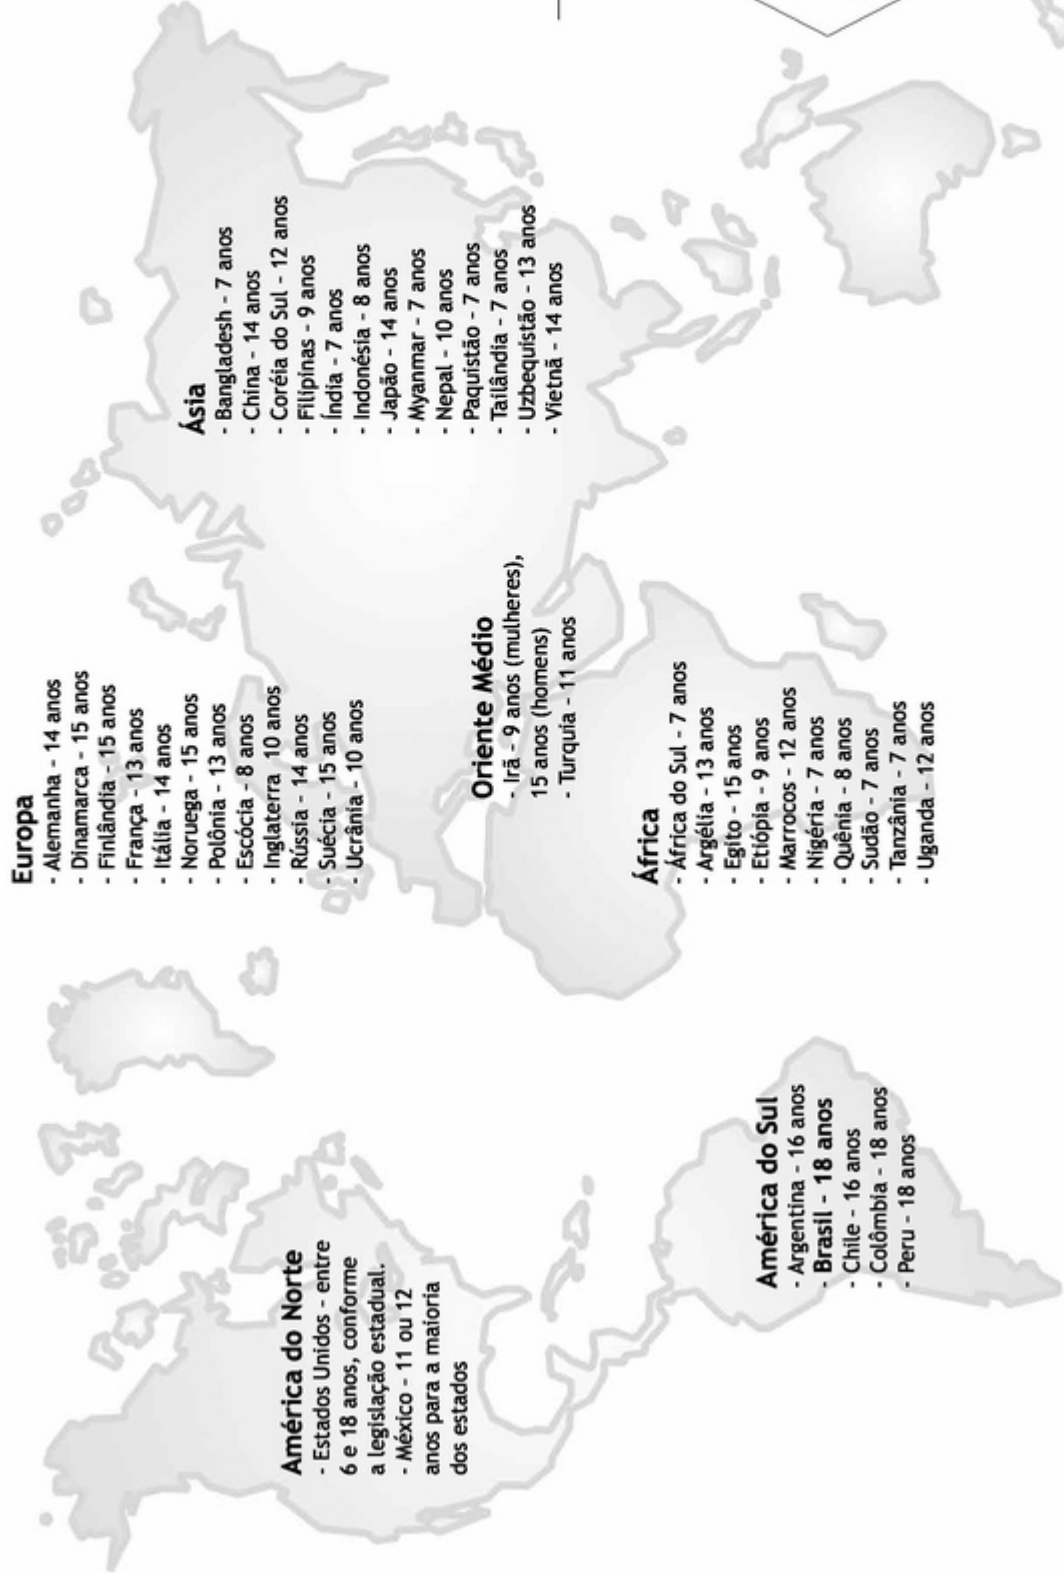 Europa
- Alemanha - 14 anos
- Dinamarca - 15 anos
- Finlândia - 15 anos
- França - 13 anos
- Itália - 14 anos
- Noruega - 15 anos
- Polônia - 13 anos
- Escócia - 8 anos
- Inglaterra 10 anos
- Rússia - 14 anos
- Suécia - 15 anos
- Ucrânia - 10 anos
Ásia
- Bangladesh - 7 anos
- China - 14 anos
- Coréia do Sul - 12 anos
- Filipinas - 9 anos
- Índia - 7 anos
- Indonésia - 8 anos
- Japão - 14 anos
- Myanmar - 7 anos
- Nepal - 10 anos
- Paquistão - 7 anos
- Tailândia - 7 anos
- Uzbequistão - 13 anos
- Vietnã - 14 anos
América do Norte
- Estados Unidos - entre
6 e 18 anos, conforme
a legislação estadual.
- México - 11 ou 12
anos para a maioria
dos estados
Oriente Médio
- Irã - 9 anos (mulheres),
15 anos (homens)
- Turquia - 11 anos
África
- África do Sul - 7 anos
- Argélia - 13 anos
- Egito - 15 anos
- Etiópia - 9 anos
- Marrocos - 12 anos
- Nigéria - 7 anos
- Quênia - 8 anos
- Sudão - 7 anos
- Tanzânia - 7 anos
- Uganda - 12 anos
América do Sul
- Argentina - 16 anos
- Brasil - 18 anos
- Chile - 16 anos
- Colômbia - 18 anos
- Peru - 18 anos